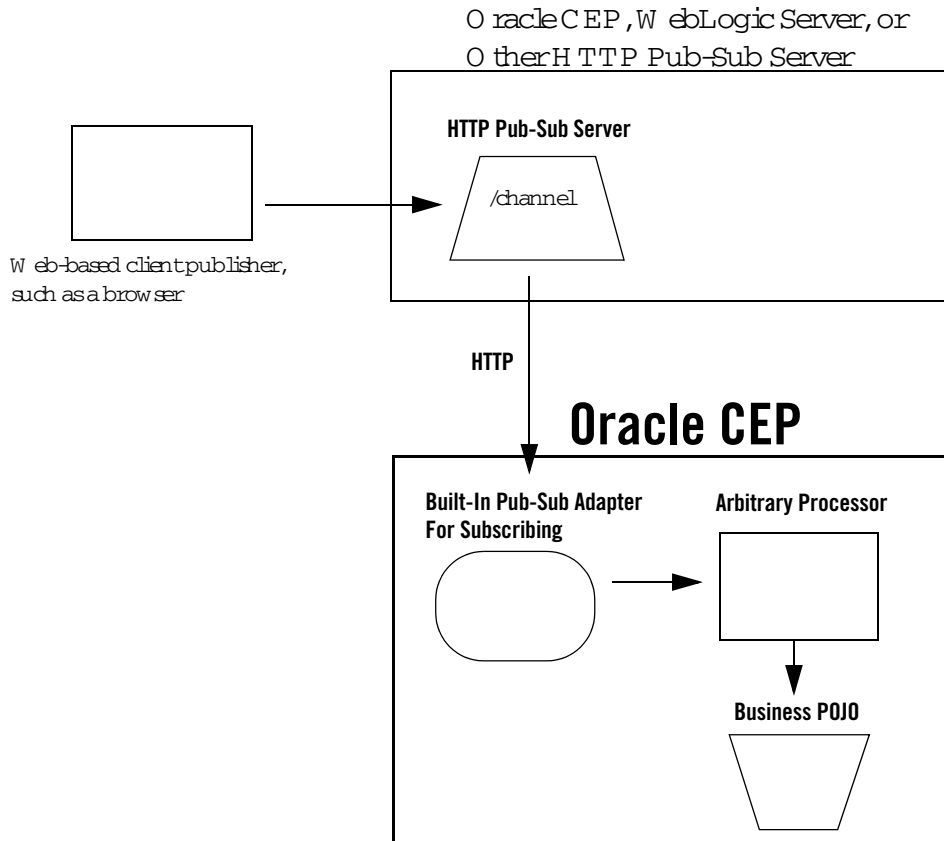 Oracle CEP, WebLogic Server, or
Other HTTP Pub-Sub Server
HTTP Pub-Sub Server
/channel
Web-based client publisher,
such as a browser
HTTP
Oracle CEP
Built-In Pub-Sub Adapter
For Subscribing
Arbitrary Processor
Business POJO